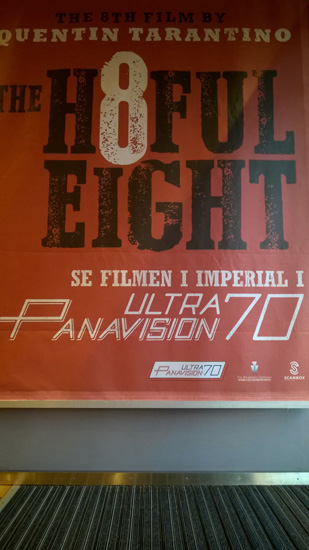 THE 8TH FILM BY
QUENTIN TARANTINO
THE H8FUL
EIGHT
SE FILMEN I IMPERIAL I
ULTRA
PANAVISION 70
ULTRA
PANAVISION 70
SCANBOX